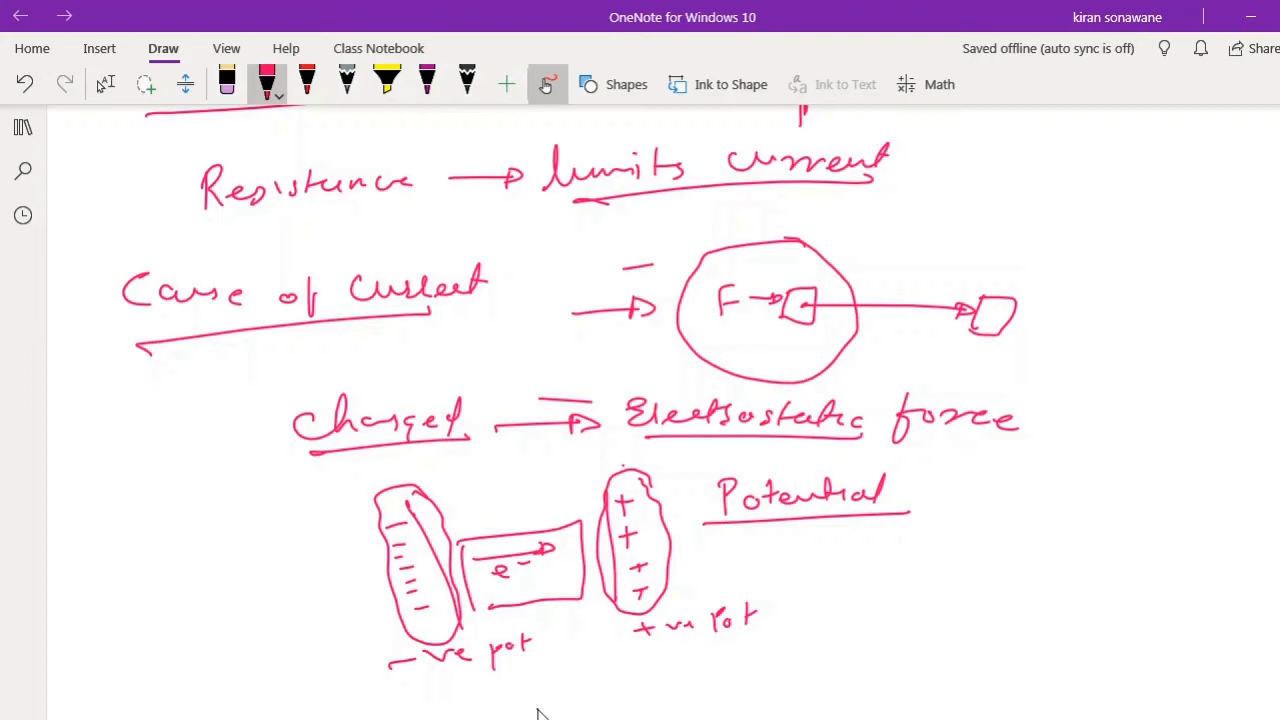 OneNote for Windows 10
kiran sonawane
Home Insert Draw View Help Class Notebook
Saved offline (auto sync is off)
Share
Shapes
Ink to Shape
Ink to Text
Math
Resistance → limits current
Cause of Current
F →
Charged → Electrostatic force
Potential
e-
+ + + +
- - - - - -
-ve pot
+ve pot